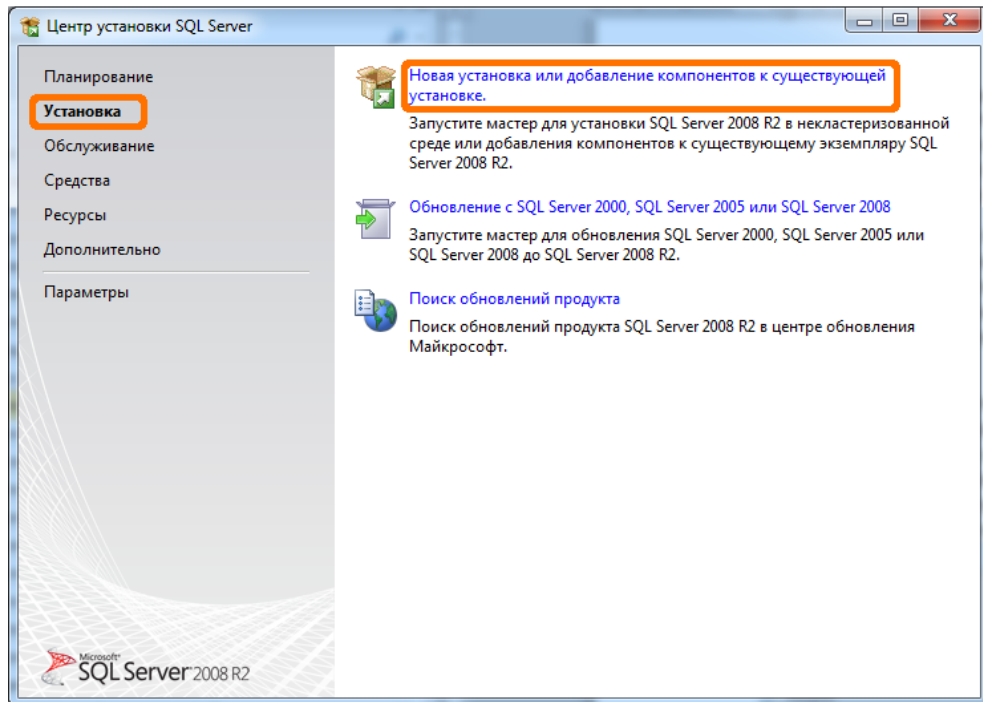 Центр установки SQL Server
Планирование
Установка
Обслуживание
Средства
Ресурсы
Дополнительно
Параметры
Новая установка или добавление компонентов к существующей
установке.
Запустите мастер для установки SQL Server 2008 R2 в некластеризованной
среде или добавления компонентов к существующему экземпляру SQL
Server 2008 R2.
Обновление с SQL Server 2000, SQL Server 2005 или SQL Server 2008
Запустите мастер для обновления SQL Server 2000, SQL Server 2005 или
SQL Server 2008 до SQL Server 2008 R2.
Поиск обновлений продукта
Поиск обновлений продукта SQL Server 2008 R2 в центре обновления
Майкрософт.
Microsoft®
SQL Server® 2008 R2